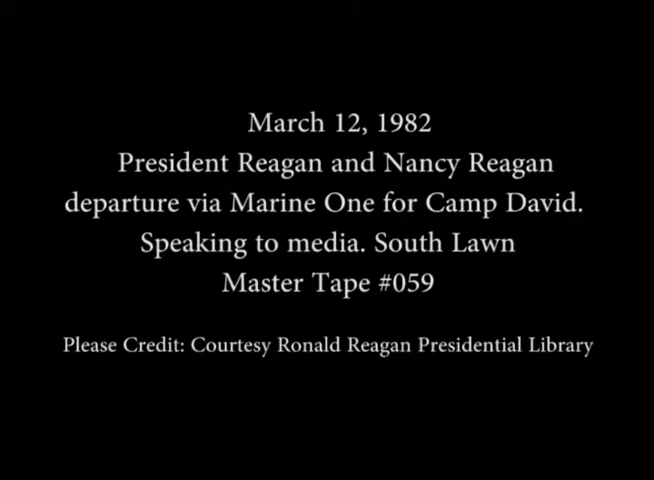 March 12, 1982
President Reagan and Nancy Reagan
departure via Marine One for Camp David.
Speaking to media. South Lawn
Master Tape #059
Please Credit: Courtesy Ronald Reagan Presidential Library